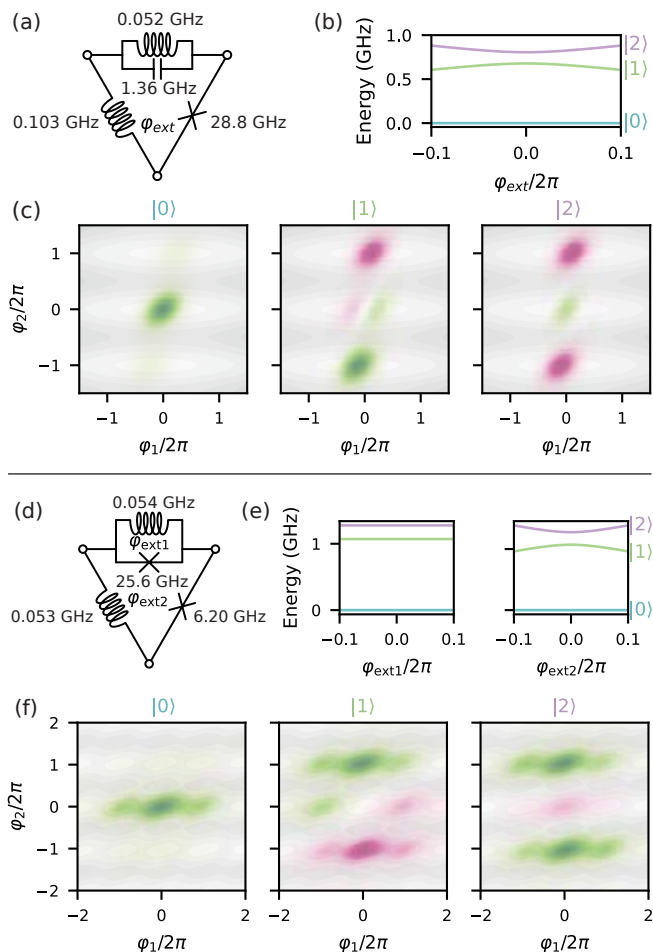 (a)
0.052 GHz
1.36 GHz
0.103 GHz
φext
28.8 GHz
(b)
Energy (GHz)
1.0
0.5
0.0
−0.1
0.0
0.1
φext/2π
|2⟩
|1⟩
|0⟩
(c)
|0⟩
|1⟩
|2⟩
φ2/2π
1
0
−1
−1
0
1
−1
0
1
−1
0
1
φ1/2π
φ1/2π
φ1/2π
(d)
0.054 GHz
φext1
25.6 GHz
φext2
0.053 GHz
6.20 GHz
(e)
Energy (GHz)
1
0
−0.1
0.0
0.1
φext1/2π
−0.1
0.0
0.1
φext2/2π
|2⟩
|1⟩
|0⟩
(f)
|0⟩
|1⟩
|2⟩
φ2/2π
2
1
0
−1
−2
−2
0
2
−2
0
2
−2
0
2
φ1/2π
φ1/2π
φ1/2π